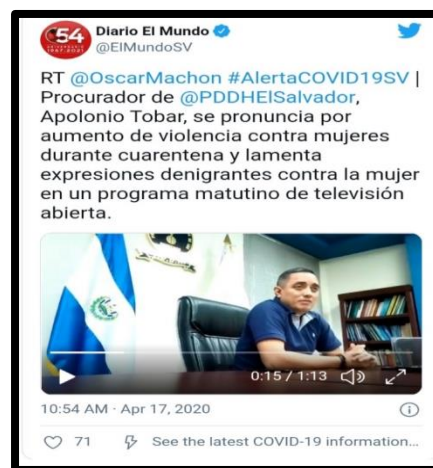 54
Diario El Mundo
@ElMundoSV
RT @OscarMachon #AlertaCOVID19SV |
Procurador de @PDDHElSalvador,
Apolonio Tobar, se pronuncia por
aumento de violencia contra mujeres
durante cuarentena y lamenta
expresiones denigrantes contra la mujer
en un programa matutino de televisión
abierta.
0:15 / 1:13
10:54 AM · Apr 17, 2020
71 See the latest COVID-19 information...